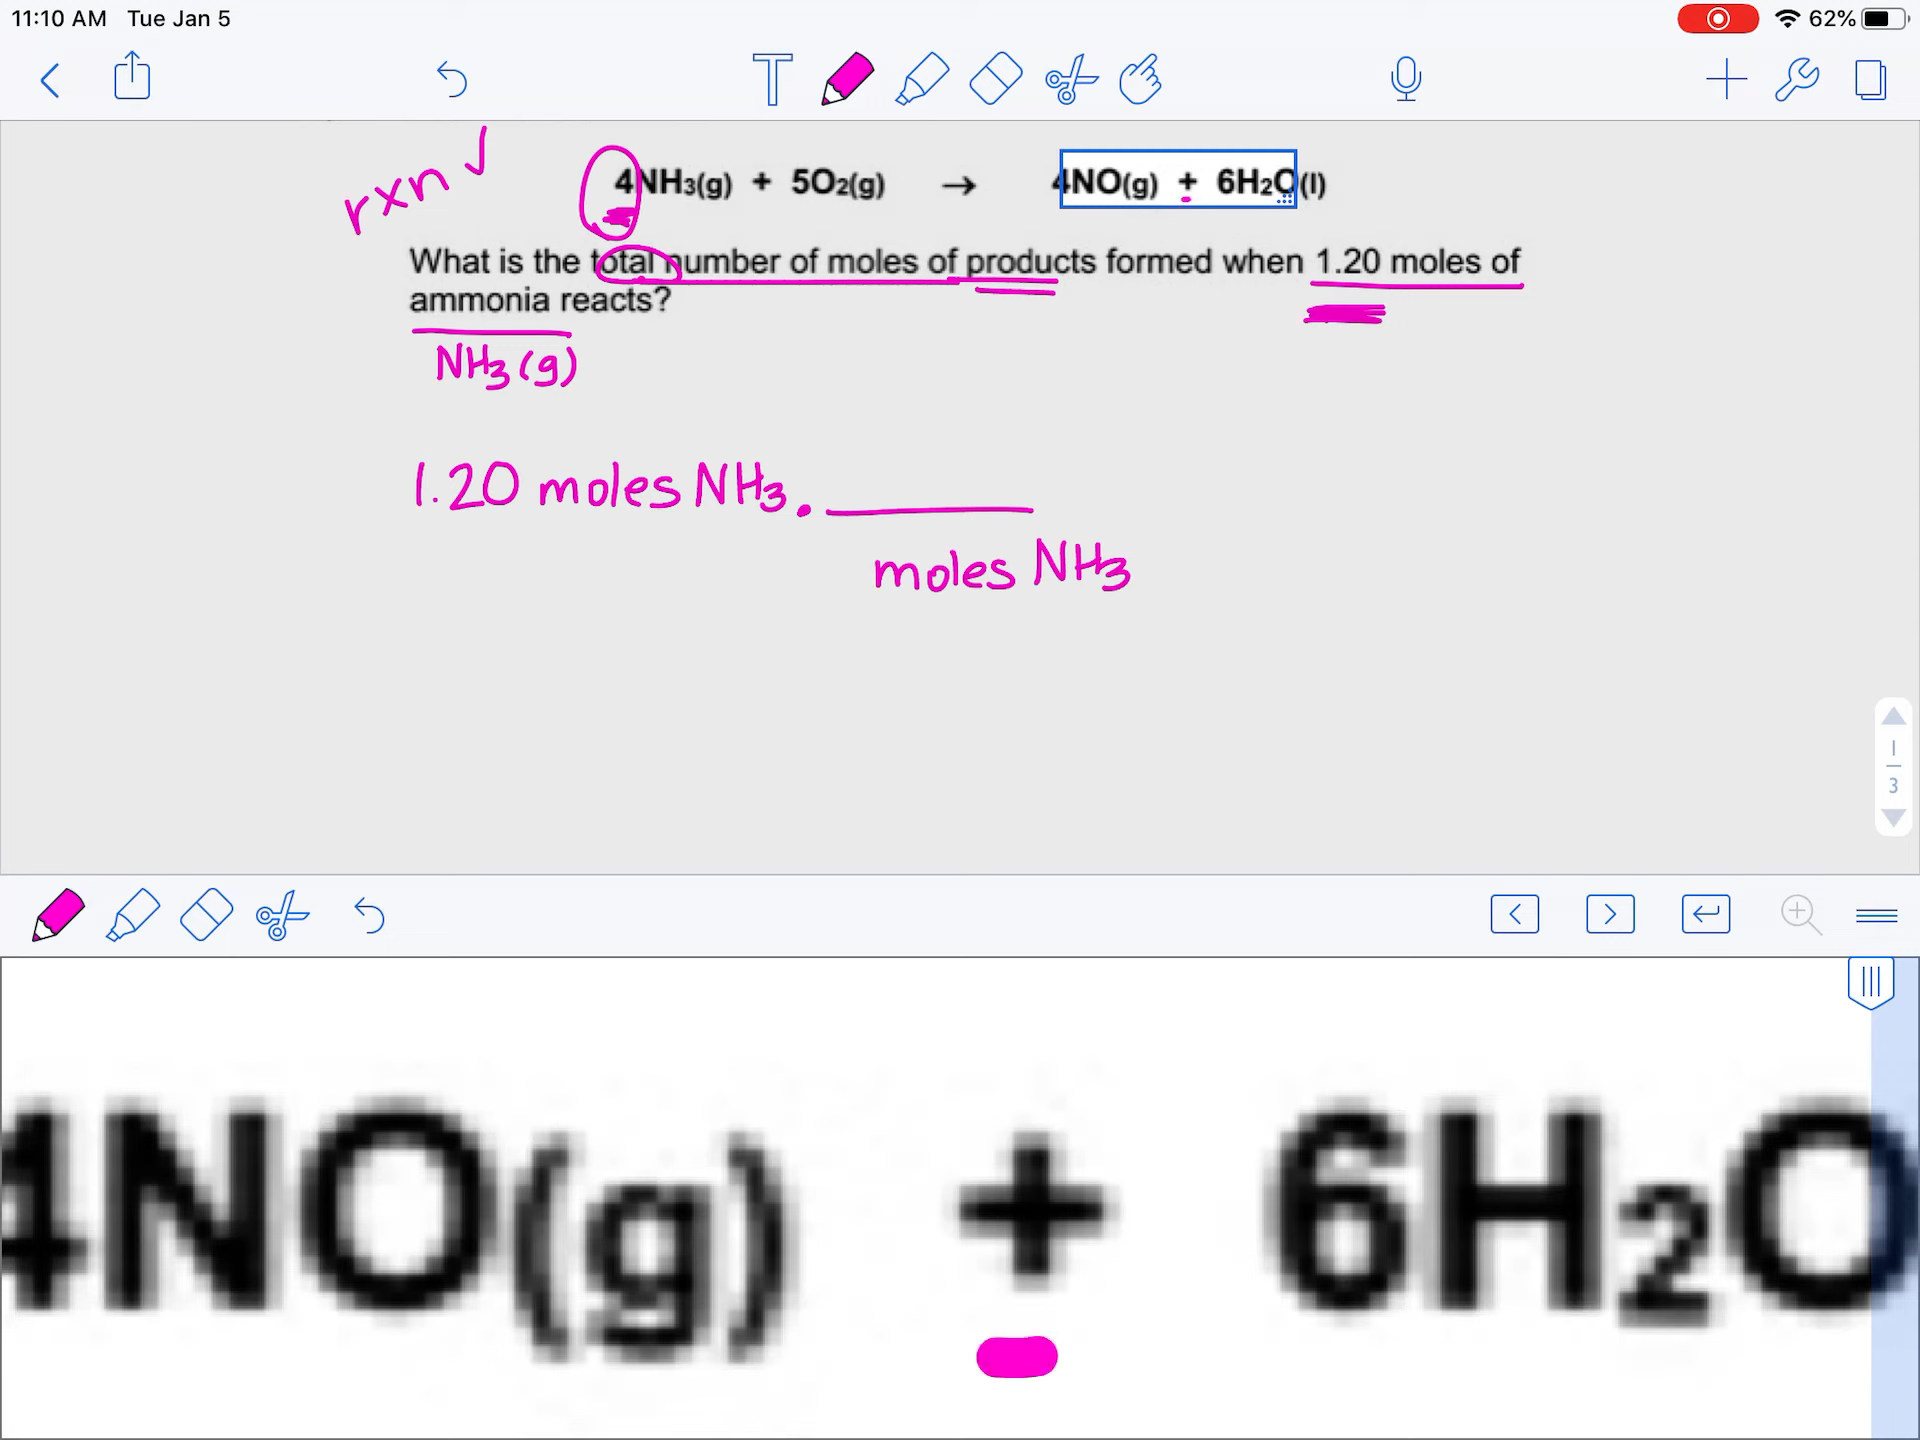 11:10 AM Tue Jan 5
62%
T
rxn ✓
4NH₃(g) + 5O₂(g) → 4NO(g) + 6H₂O(l)
What is the total number of moles of products formed when 1.20 moles of
ammonia reacts?
NH₃(g)
1.20 moles NH₃ . ______
moles NH₃
1
3
4NO(g) + 6H₂O